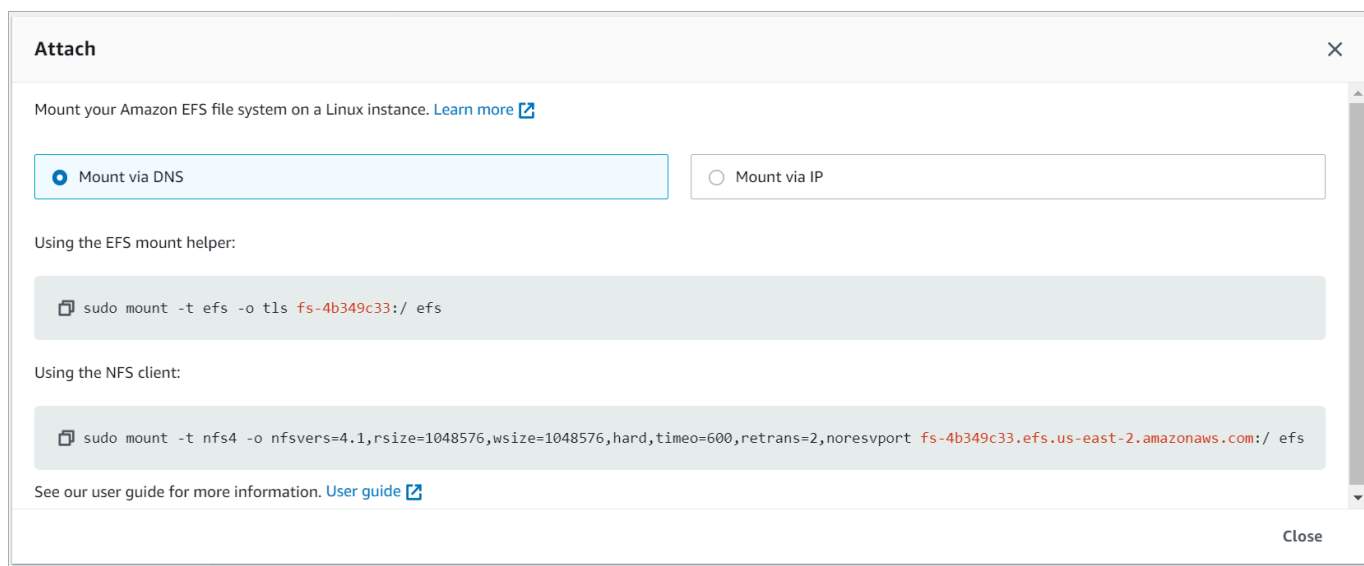 Attach
Mount your Amazon EFS file system on a Linux instance. Learn more
Mount via DNS
Mount via IP
Using the EFS mount helper:
sudo mount -t efs -o tls fs-4b349c33:/ efs
Using the NFS client:
sudo mount -t nfs4 -o nfsvers=4.1,rsize=1048576,wsize=1048576,hard,timeo=600,retrans=2,noresvport fs-4b349c33.efs.us-east-2.amazonaws.com:/ efs
See our user guide for more information. User guide
Close